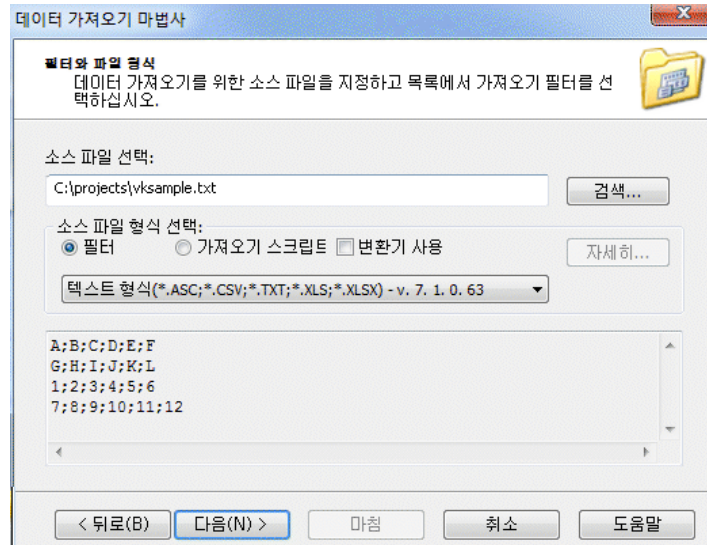 데이터 가져오기 마법사
필터와 파일 형식
데이터 가져오기를 위한 소스 파일을 지정하고 목록에서 가져오기 필터를 선
택하십시오.
소스 파일 선택:
C:\projects\vksample.txt
검색...
소스 파일 형식 선택:
필터 가져오기 스크립트 변환기 사용 자세히...
텍스트 형식(*.ASC;*.CSV;*.TXT;*.XLS;*.XLSX) - v. 7. 1. 0. 63
A;B;C;D;E;F
G;H;I;J;K;L
1;2;3;4;5;6
7;8;9;10;11;12
< 뒤로(B) 다음(N) > 마침 취소 도움말